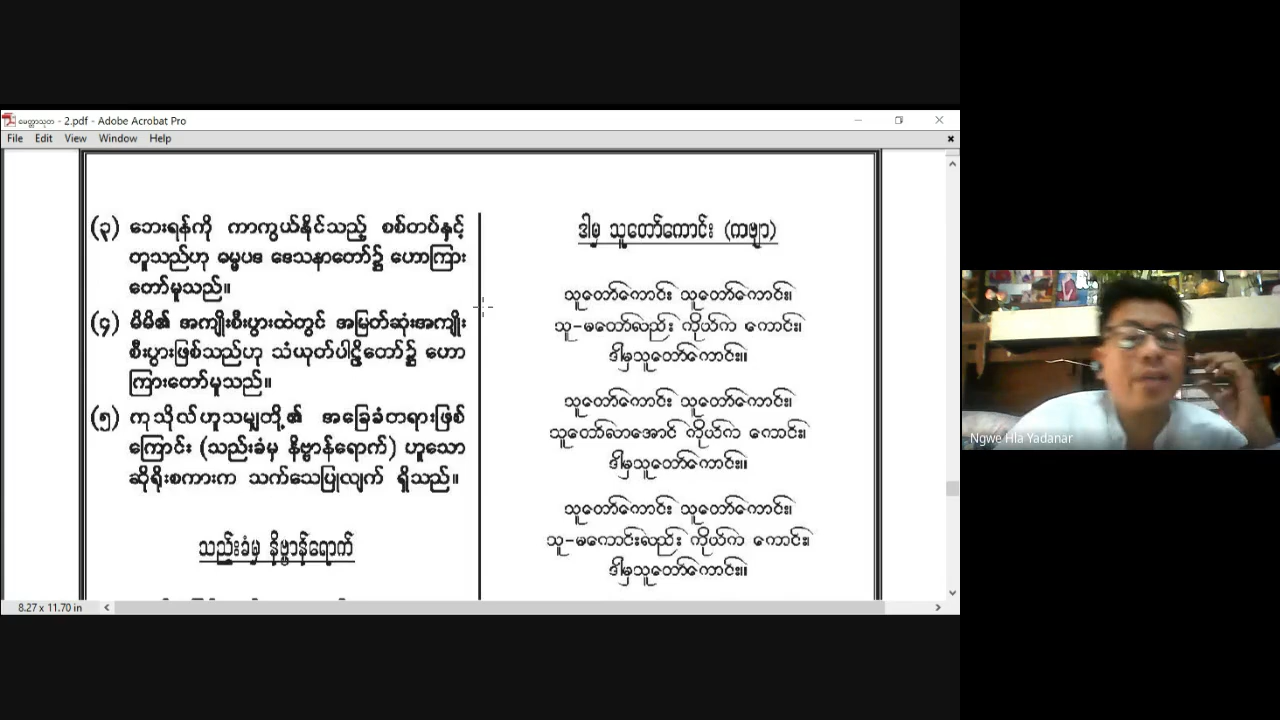 မေတ္တာသုတ - 2.pdf - Adobe Acrobat Pro
File Edit View Window Help
(၃) ဘေးရန်ကို ကာကွယ်နိုင်သည့် စစ်တပ်နှင့်
တူသည်ဟု ဓမ္မပဒ ဒေသနာတော်၌ ဟောကြား
တော်မူသည်။
(၄) မိမိ၏ အကျိုးစီးပွားထဲတွင် အမြတ်ဆုံးအကျိုး
စီးပွားဖြစ်သည်ဟု သံယုတ်ပါဠိတော်၌ ဟော
ကြားတော်မူသည်။
(၅) ကုသိုလ်ဟူသမျှတို့၏ အခြေခံတရားဖြစ်
ကြောင်း (သည်းခံမှ နိဗ္ဗာန်ရောက်) ဟူသော
ဆိုရိုးစကားက သက်သေပြုလျက် ရှိသည်။
သည်းခံမှ နိဗ္ဗာန်ရောက်
ဒါမှ သူတော်ကောင်း (ကဗျာ)
သူတော်ကောင်း သူတော်ကောင်း၊
သူ-မတော်လည်း ကိုယ်က ကောင်း၊
ဒါမှသူတော်ကောင်း။
သူတော်ကောင်း သူတော်ကောင်း၊
သူတော်လာအောင် ကိုယ်က ကောင်း၊
ဒါမှသူတော်ကောင်း။
သူတော်ကောင်း သူတော်ကောင်း၊
သူ-မကောင်းလည်း ကိုယ်က ကောင်း၊
ဒါမှသူတော်ကောင်း။
8.27 x 11.70 in
Ngwe Hla Yadanar